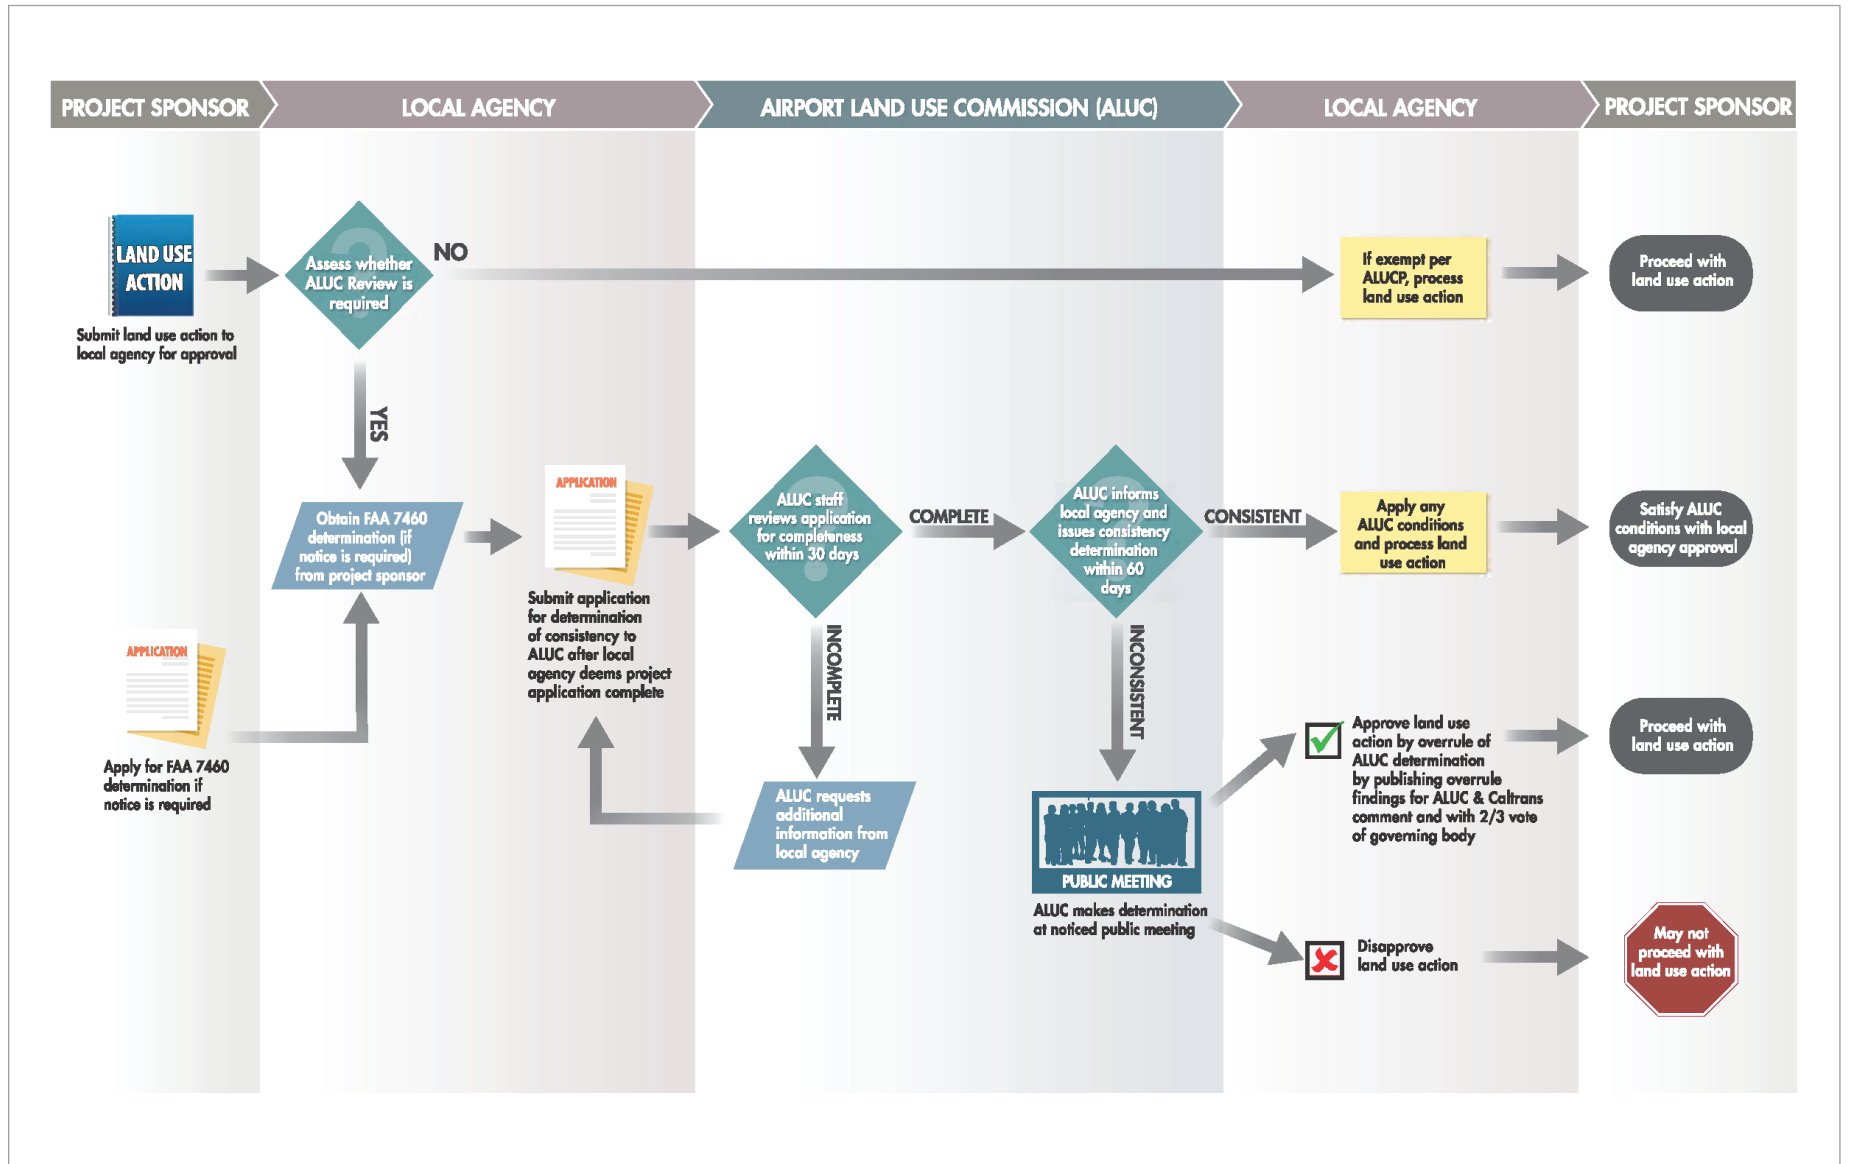 PROJECT SPONSOR
LOCAL AGENCY
AIRPORT LAND USE COMMISSION (ALUC)
LOCAL AGENCY
PROJECT SPONSOR
LAND USE
ACTION
Submit land use action to
local agency for approval
Assess whether
ALUC Review is
required
NO
If exempt per
ALUCP, process
land use action
Proceed with
land use action
YES
Obtain FAA 7460
determination (if
notice is required)
from project sponsor
APPLICATION
Apply for FAA 7460
determination if
notice is required
APPLICATION
Submit application
for determination
of consistency to
ALUC after local
agency deems project
application complete
ALUC staff
reviews application
for completeness
within 30 days
COMPLETE
INCOMPLETE
ALUC requests
additional
information from
local agency
ALUC informs
local agency and
issues consistency
determination
within 60
days
CONSISTENT
Apply any
ALUC conditions
and process land
use action
Satisfy ALUC
conditions with local
agency approval
INCONSISTENT
PUBLIC MEETING
ALUC makes determination
at noticed public meeting
Approve land use
action by overrule of
ALUC determination
by publishing overrule
findings for ALUC & Caltrans
comment and with 2/3 vote
of governing body
Proceed with
land use action
Disapprove
land use action
May not
proceed with
land use action